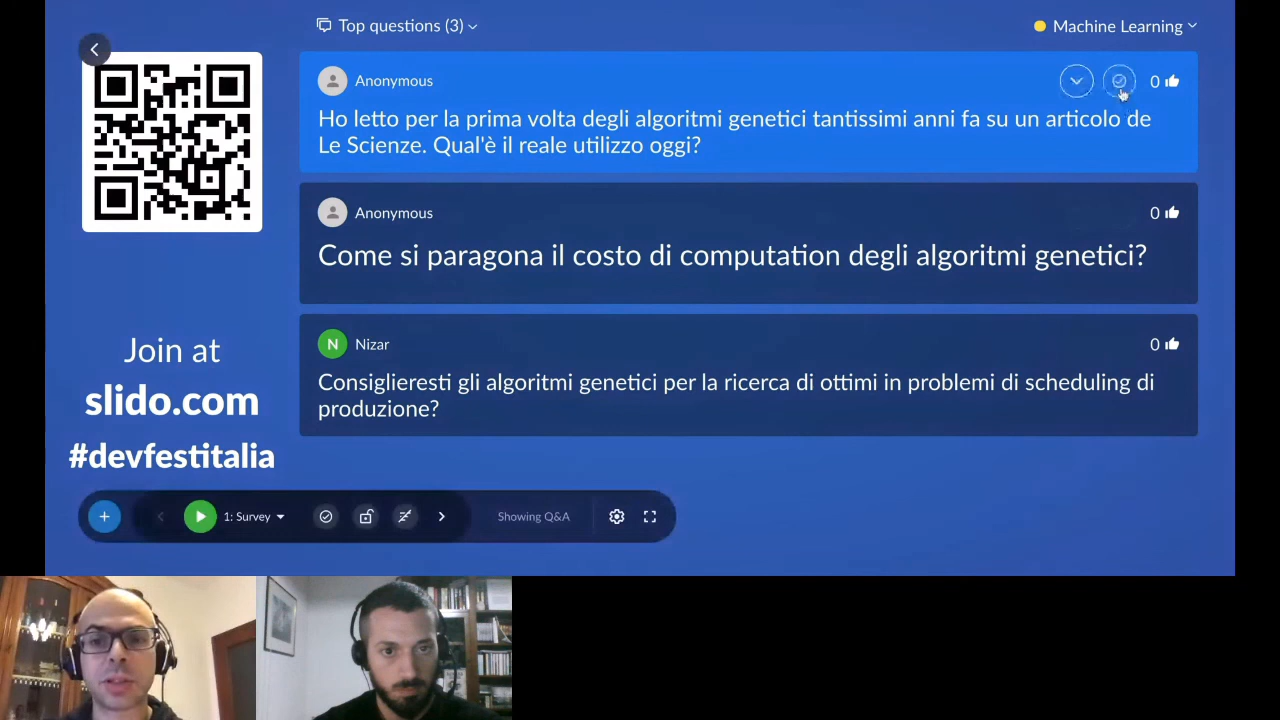 Top questions (3)
Machine Learning
Anonymous
0
Ho letto per la prima volta degli algoritmi genetici tantissimi anni fa su un articolo de
Le Scienze. Qual'è il reale utilizzo oggi?
Anonymous
0
Come si paragona il costo di computation degli algoritmi genetici?
N Nizar
0
Consiglieresti gli algoritmi genetici per la ricerca di ottimi in problemi di scheduling di
produzione?
Join at
slido.com
#devfestitalia
1: Survey
Showing Q&A